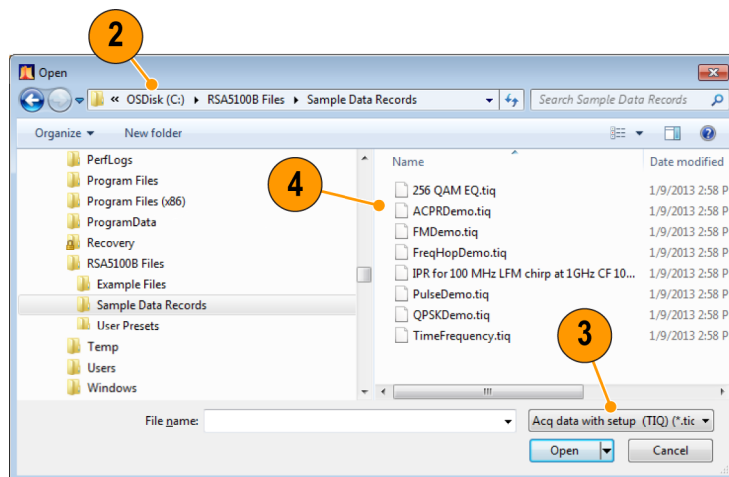 2
Open
« OSDisk (C:) ▸ RSA5100B Files ▸ Sample Data Records
Search Sample Data Records
Organize ▾ New folder
PerfLogs
Program Files
Program Files (x86)
ProgramData
Recovery
RSA5100B Files
Example Files
Sample Data Records
User Presets
Temp
Users
Windows
4
Name Date modified
256 QAM EQ.tiq 1/9/2013 2:58 P
ACPRDemo.tiq 1/9/2013 2:58 P
FMDemo.tiq 1/9/2013 2:58 P
FreqHopDemo.tiq 1/9/2013 2:58 P
IPR for 100 MHz LFM chirp at 1GHz CF 10... 1/9/2013 2:58 P
PulseDemo.tiq 1/9/2013 2:58 P
QPSKDemo.tiq 1/9/2013 2:58 P
TimeFrequency.tiq 1/9/2013 2:58 P
3
File name:
Acq data with setup (TIQ) (*.tic
Open Cancel